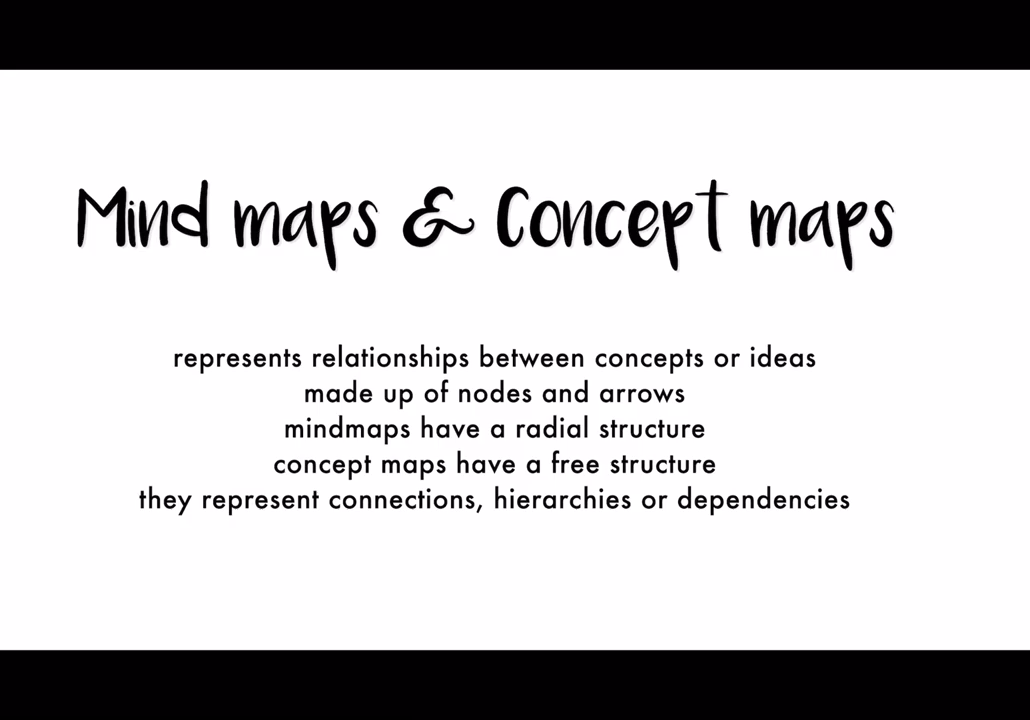 Mind maps & Concept maps
represents relationships between concepts or ideas
made up of nodes and arrows
mindmaps have a radial structure
concept maps have a free structure
they represent connections, hierarchies or dependencies